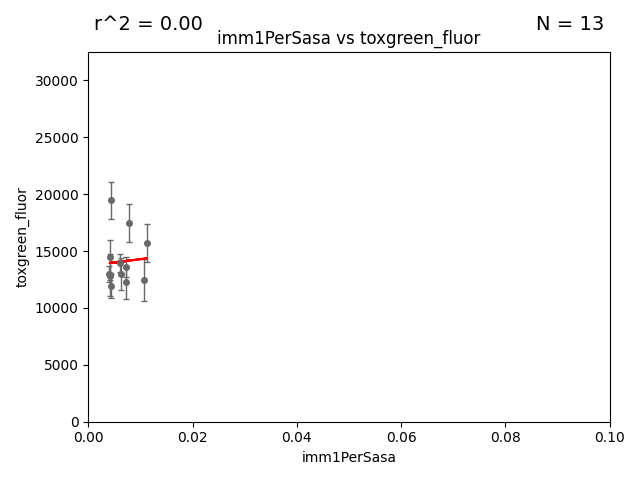 r^2 = 0.00
N = 13
imm1PerSasa vs toxgreen_fluor
30000
25000
20000
15000
10000
5000
0
toxgreen_fluor
0.00 0.02 0.04 0.06 0.08 0.10
imm1PerSasa